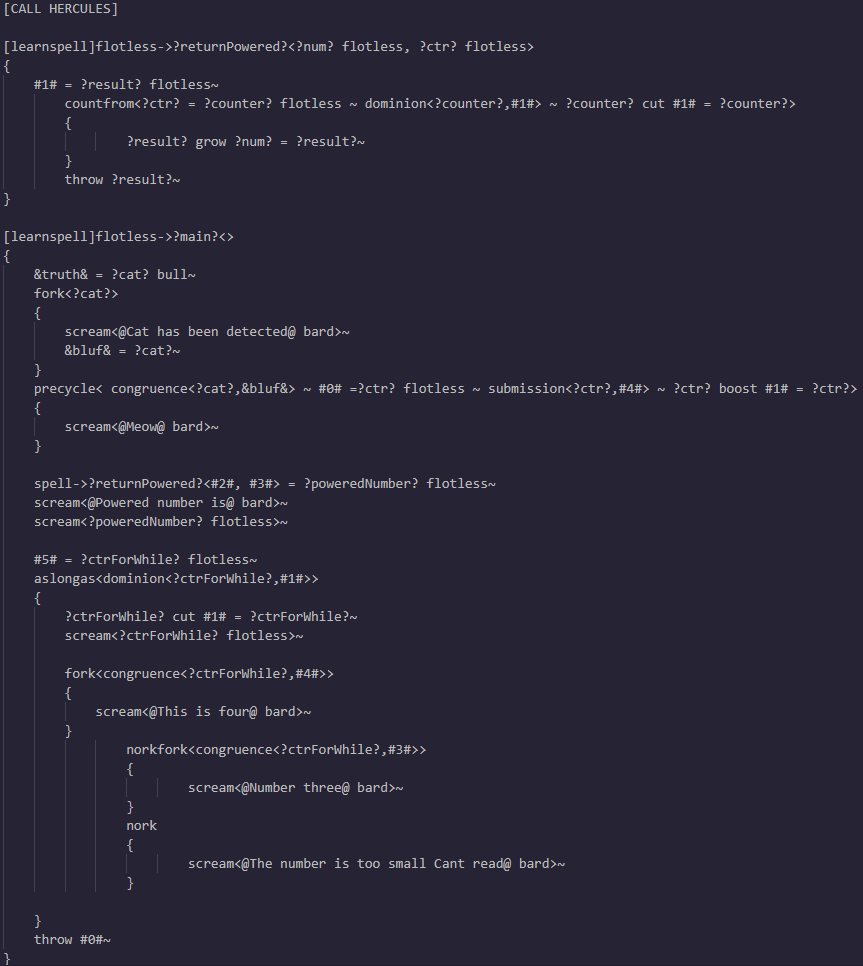 [CALL HERCULES]
[learnspell]flotless->?returnPowered?<?num? flotless, ?ctr? flotless>
{
#1# = ?result? flotless~
countfrom<?ctr? = ?counter? flotless ~ dominion<?counter?,#1#> ~ ?counter? cut #1# = ?counter?>
{
?result? grow ?num? = ?result?~
}
throw ?result?~
}
[learnspell]flotless->?main?<>
{
&truth& = ?cat? bull~
fork<?cat?>
{
scream<@Cat has been detected@ bard>~
&bluf& = ?cat?~
}
precycle< congruence<?cat?,&bluf&> ~ #0# =?ctr? flotless ~ submission<?ctr?,#4#> ~ ?ctr? boost #1# = ?ctr?>
{
scream<@Meow@ bard>~
}
spell->?returnPowered?<#2#, #3#> = ?poweredNumber? flotless~
scream<@Powered number is@ bard>~
scream<?poweredNumber? flotless>~
#5# = ?ctrForWhile? flotless~
aslongas<dominion<?ctrForWhile?,#1#>>
{
?ctrForWhile? cut #1# = ?ctrForWhile?~
scream<?ctrForWhile? flotless>~
fork<congruence<?ctrForWhile?,#4#>>
{
scream<@This is four@ bard>~
}
norkfork<congruence<?ctrForWhile?,#3#>>
{
scream<@Number three@ bard>~
}
nork
{
scream<@The number is too small Cant read@ bard>~
}
}
throw #0#~
}